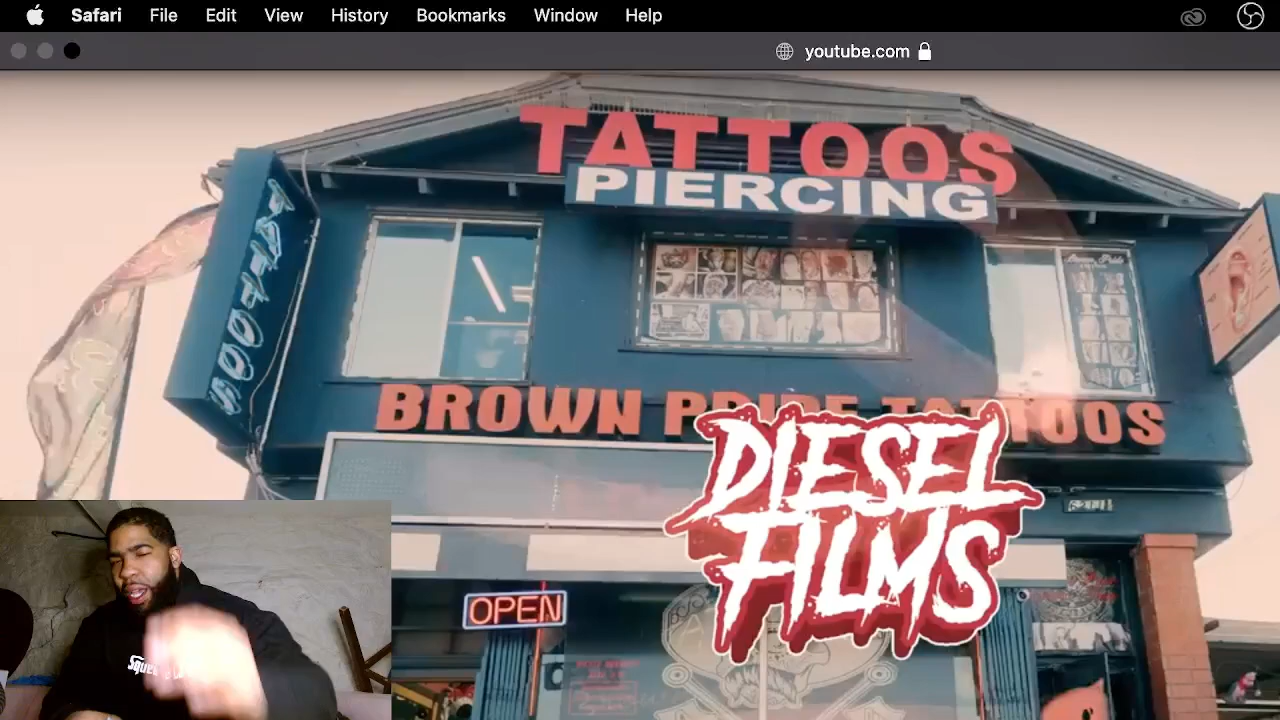 Safari File Edit View History Bookmarks Window Help
youtube.com
TATTOOS
PIERCING
TATTOOS
BROWN PRIDE TATTOOS
DIESEL
FILMS
OPEN